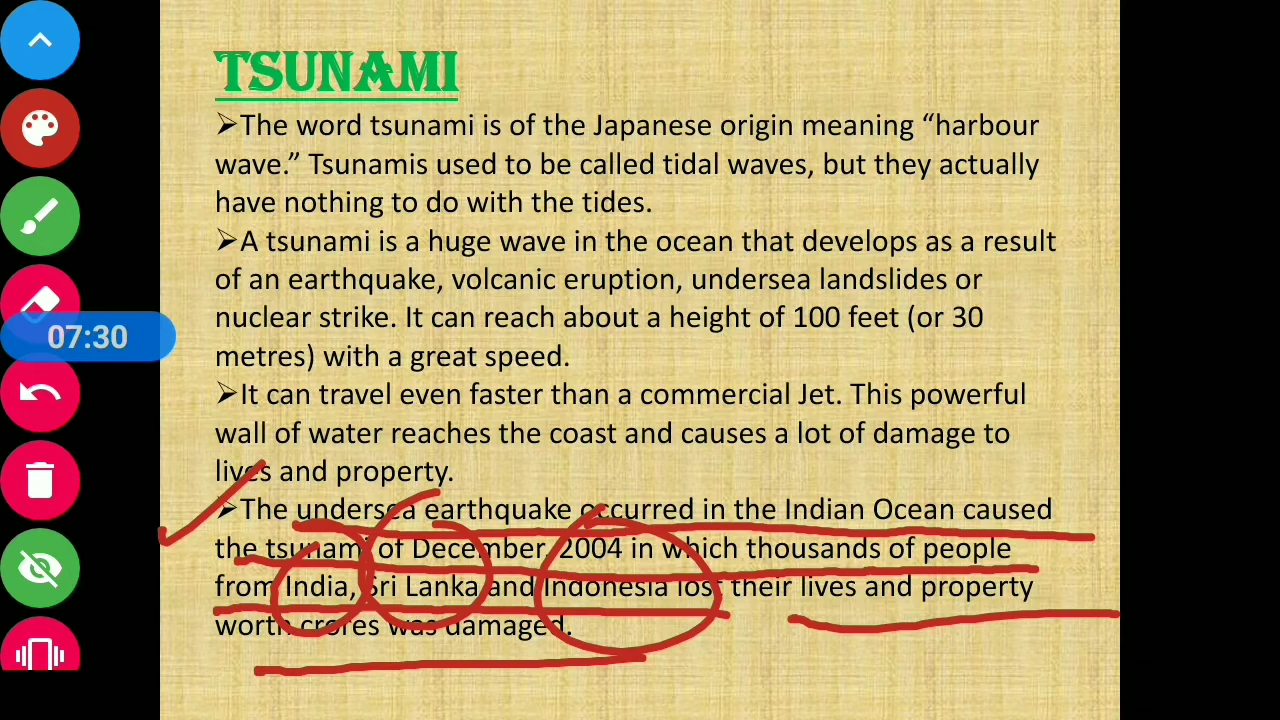 TSUNAMI
➢The word tsunami is of the Japanese origin meaning “harbour
wave.” Tsunamis used to be called tidal waves, but they actually
have nothing to do with the tides.
➢A tsunami is a huge wave in the ocean that develops as a result
of an earthquake, volcanic eruption, undersea landslides or
nuclear strike. It can reach about a height of 100 feet (or 30
metres) with a great speed.
➢It can travel even faster than a commercial Jet. This powerful
wall of water reaches the coast and causes a lot of damage to
lives and property.
➢The undersea earthquake occurred in the Indian Ocean caused
the tsunami of December, 2004 in which thousands of people
from India, Sri Lanka and Indonesia lost their lives and property
worth crores was damaged.
07:30